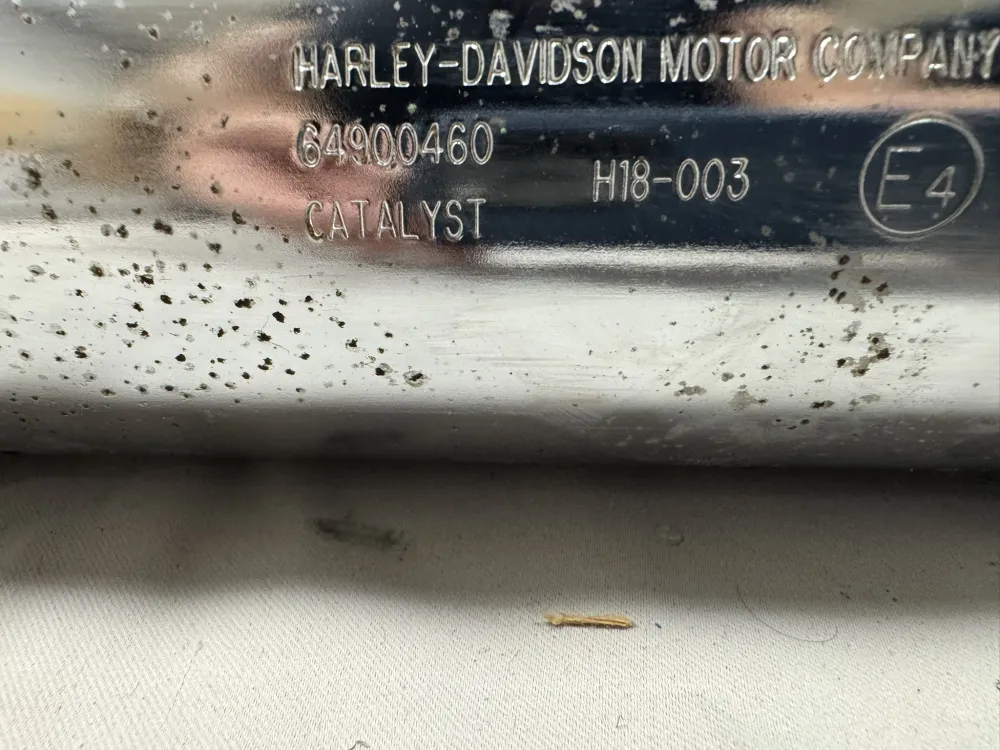 HARLEY-DAVIDSON MOTOR COMPANY
64900460
H18-003
E4
CATALYST